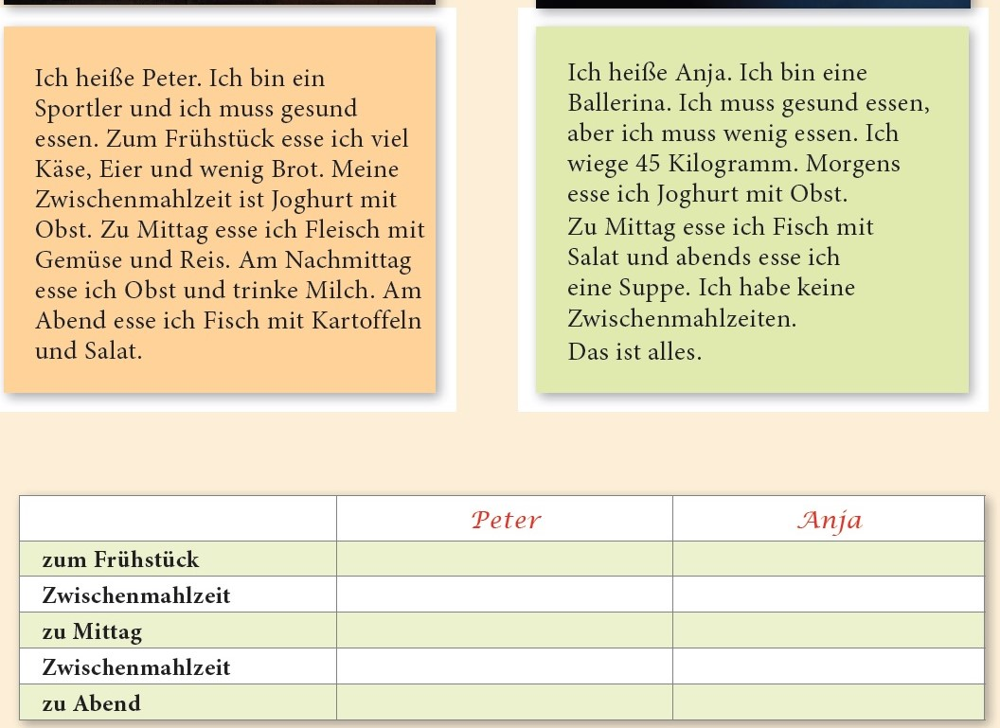 Ich heiße Peter. Ich bin ein
Sportler und ich muss gesund
essen. Zum Frühstück esse ich viel
Käse, Eier und wenig Brot. Meine
Zwischenmahlzeit ist Joghurt mit
Obst. Zu Mittag esse ich Fleisch mit
Gemüse und Reis. Am Nachmittag
esse ich Obst und trinke Milch. Am
Abend esse ich Fisch mit Kartoffeln
und Salat.
Ich heiße Anja. Ich bin eine
Ballerina. Ich muss gesund essen,
aber ich muss wenig essen. Ich
wiege 45 Kilogramm. Morgens
esse ich Joghurt mit Obst.
Zu Mittag esse ich Fisch mit
Salat und abends esse ich
eine Suppe. Ich habe keine
Zwischenmahlzeiten.
Das ist alles.
Peter Anja
zum Frühstück
Zwischenmahlzeit
zu Mittag
Zwischenmahlzeit
zu Abend